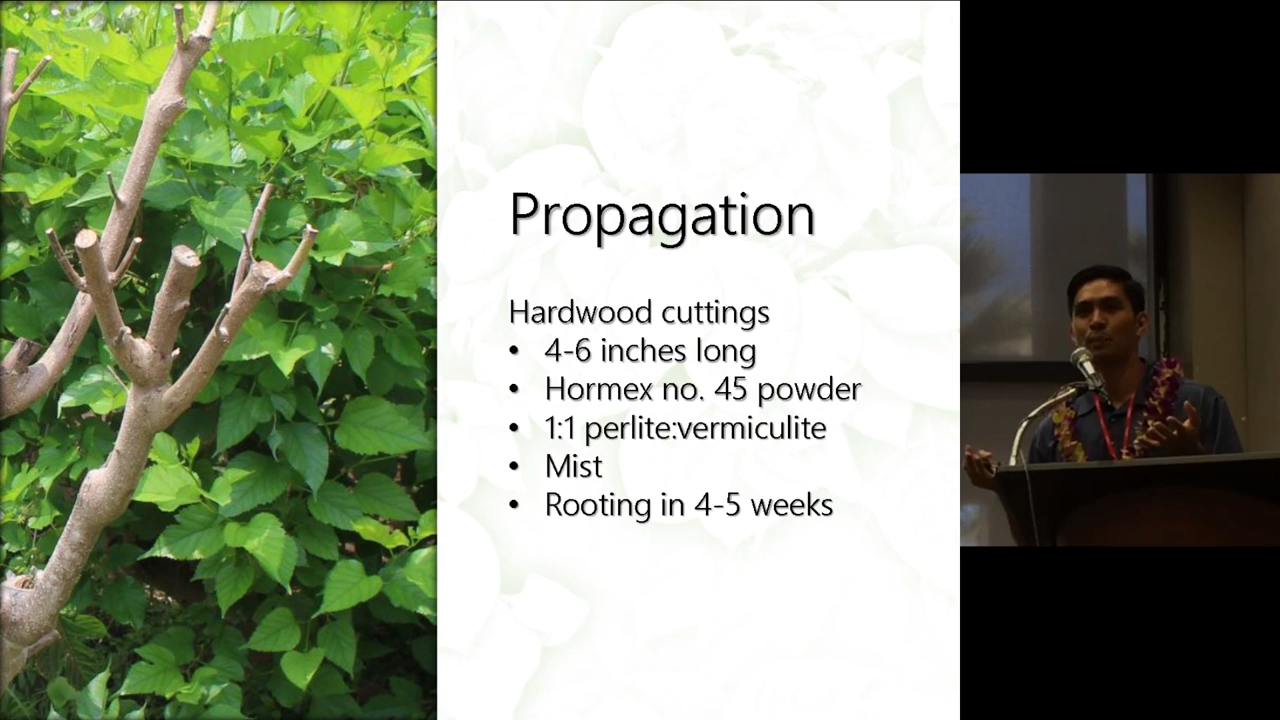 Propagation
Hardwood cuttings
• 4-6 inches long
• Hormex no. 45 powder
• 1:1 perlite:vermiculite
• Mist
• Rooting in 4-5 weeks